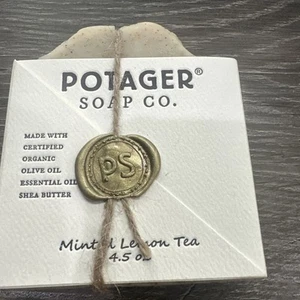 POTAGER®
SOAP CO.
MADE WITH
CERTIFIED
ORGANIC
OLIVE OIL
ESSENTIAL OIL
SHEA BUTTER
PS
Lemon Tea
4.5 oz